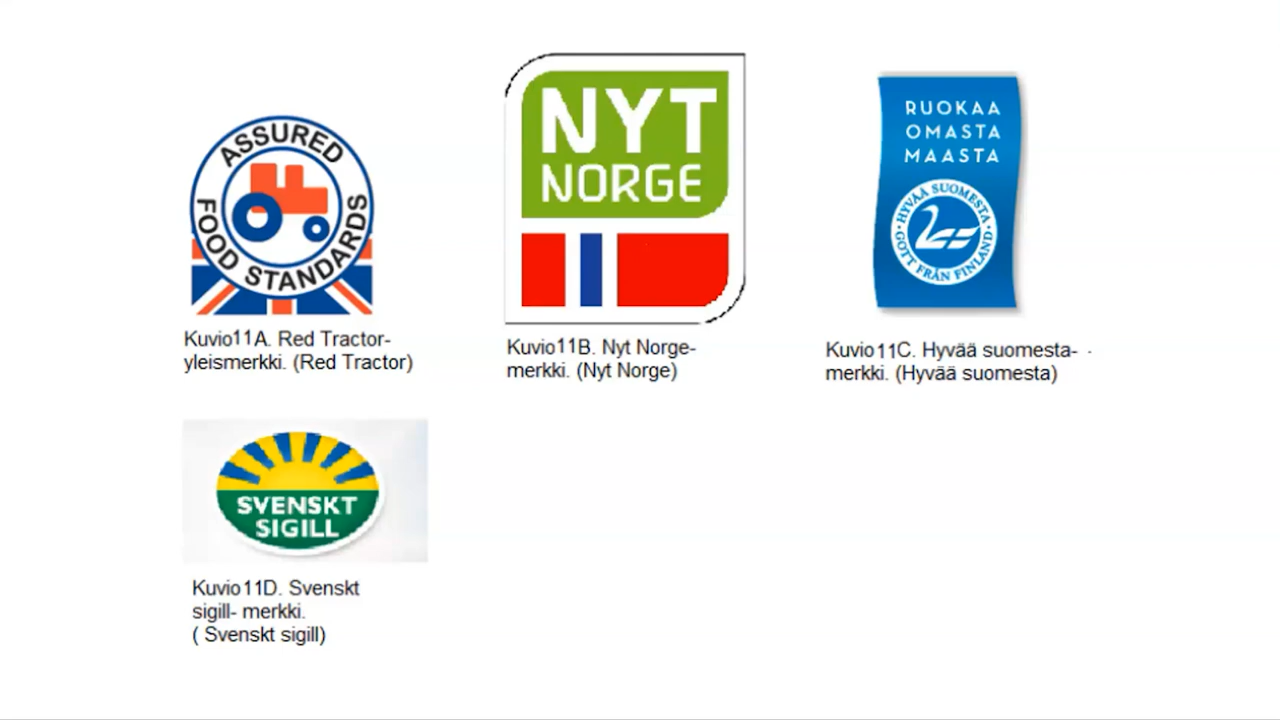 ASSURED
FOOD STANDARDS
Kuvio11A. Red Tractor-
yleismerkki. (Red Tractor)
NYT
NORGE
Kuvio11B. Nyt Norge-
merkki. (Nyt Norge)
RUOKAA
OMASTA
MAASTA
HYVÄÄ SUOMESTA
GOTT FRÅN FINLAND
Kuvio11C. Hyvää suomesta-
merkki. (Hyvää suomesta)
SVENSKT
SIGILL
Kuvio11D. Svenskt
sigill- merkki.
( Svenskt sigill)